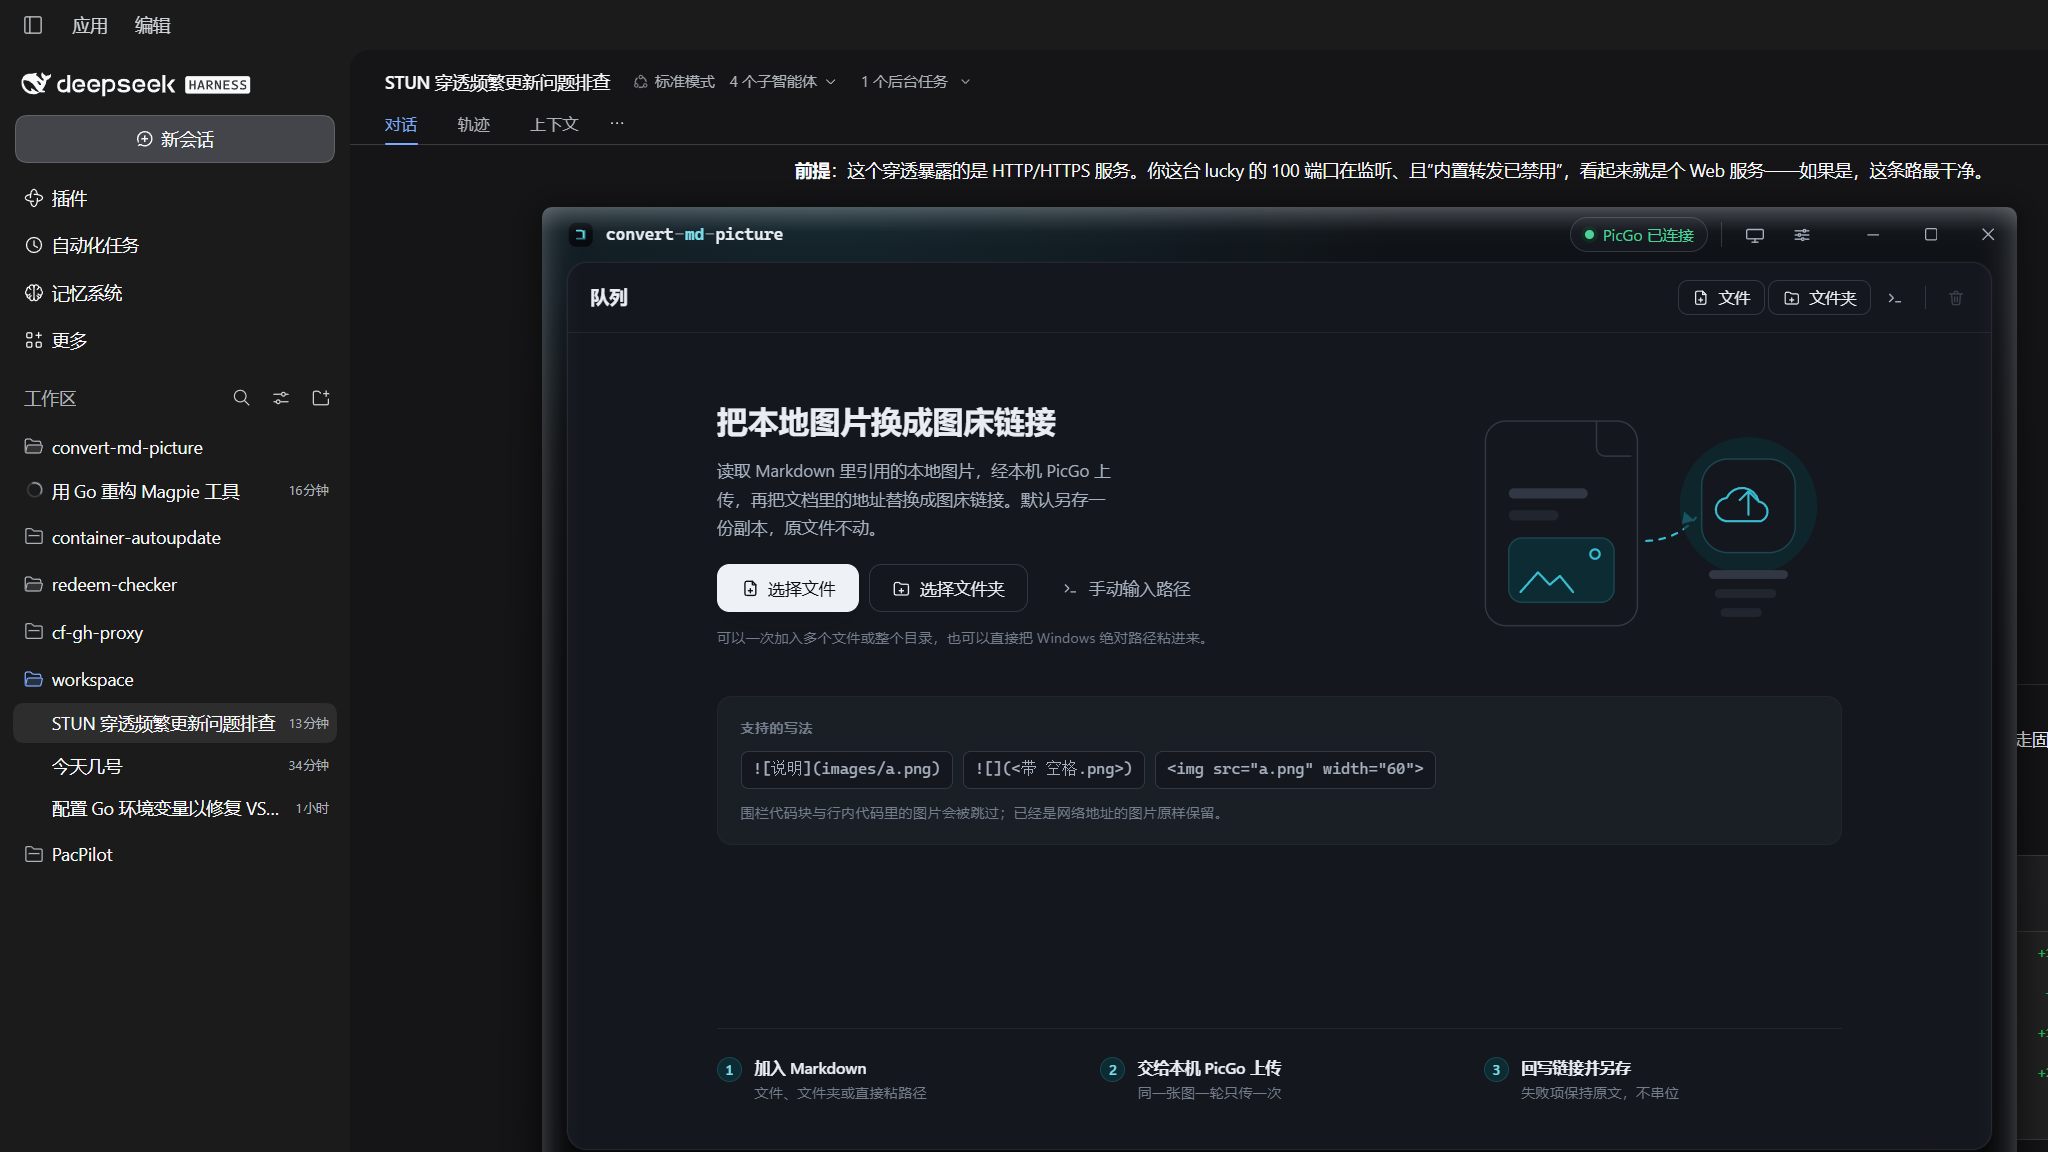 应用 编辑
deepseek HARNESS
新会话
插件
自动化任务
记忆系统
更多
工作区
convert-md-picture
用 Go 重构 Magpie 工具 16分钟
container-autoupdate
redeem-checker
cf-gh-proxy
workspace
STUN 穿透频繁更新问题排查 13分钟
今天几号 34分钟
配置 Go 环境变量以修复 VS... 1小时
PacPilot
STUN 穿透频繁更新问题排查 标准模式 4 个子智能体 1 个后台任务
对话 轨迹 上下文 ...
前提：这个穿透暴露的是 HTTP/HTTPS 服务。你这台 lucky 的 100 端口在监听、且“内置转发已禁用”，看起来就是个 Web 服务——如果是，这条路最干净。
convert-md-picture
PicGo 已连接
队列
文件 文件夹
把本地图片换成图床链接
读取 Markdown 里引用的本地图片，经本机 PicGo 上
传，再把文档里的地址替换成图床链接。默认另存一
份副本，原文件不动。
选择文件 选择文件夹 手动输入路径
可以一次加入多个文件或整个目录，也可以直接把 Windows 绝对路径粘进来。
支持的写法
![说明](images/a.png) ![](<带 空格.png>) <img src="a.png" width="60">
围栏代码块与行内代码里的图片会被跳过；已经是网络地址的图片原样保留。
1 加入 Markdown
文件、文件夹或直接粘路径
2 交给本机 PicGo 上传
同一张图一轮只传一次
3 回写链接并另存
失败项保持原文，不串位
走固